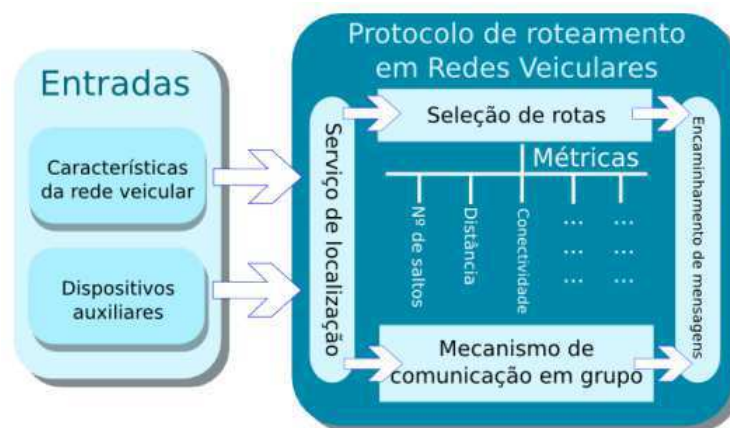 Entradas
Características
da rede veicular
Dispositivos
auxiliares
Protocolo de roteamento
em Redes Veiculares
Serviço de localização
Seleção de rotas
Métricas
Nº de saltos
Distância
Conectividade
...
...
...
...
...
...
Mecanismo de
comunicação em grupo
Encaminhamento de mensagens